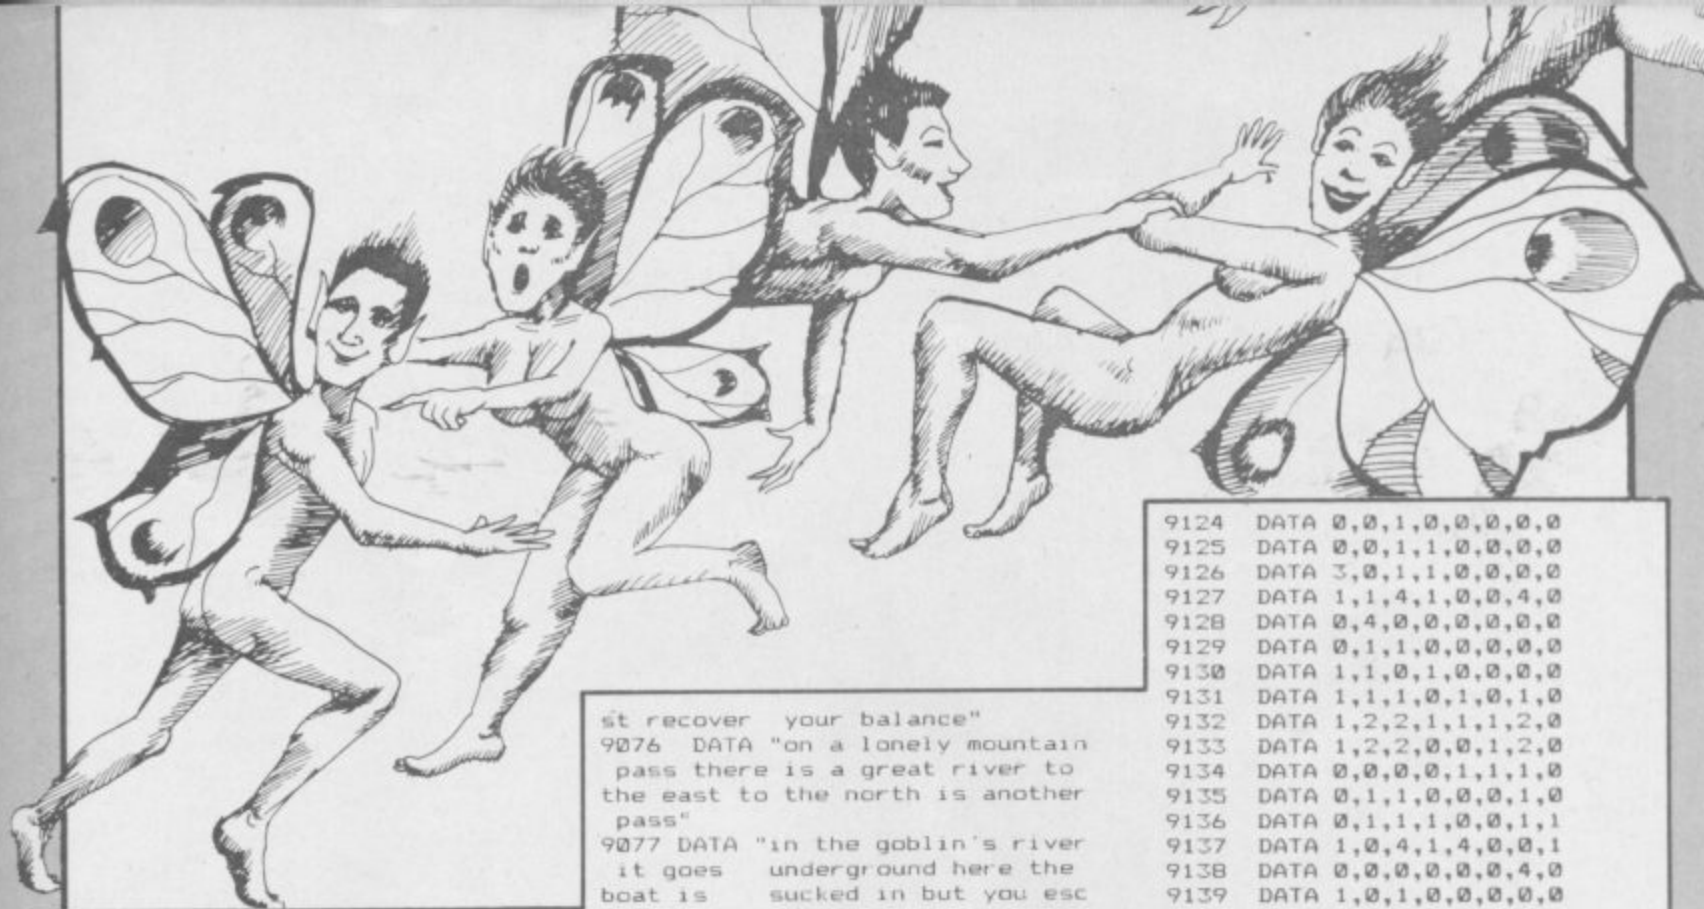 st recover  your balance"
9076  DATA "on a lonely mountain
 pass there is a great river to
the east to the north is another
 pass"
9077 DATA "in the goblin's river
 it goes   underground here the
boat is    sucked in but you esc
9124  DATA 0,0,1,0,0,0,0,0
9125  DATA 0,0,1,1,0,0,0,0
9126  DATA 3,0,1,1,0,0,0,0
9127  DATA 1,1,4,1,0,0,4,0
9128  DATA 0,4,0,0,0,0,0,0
9129  DATA 0,1,1,0,0,0,0,0
9130  DATA 1,1,0,1,0,0,0,0
9131  DATA 1,1,1,0,1,0,1,0
9132  DATA 1,2,2,1,1,1,2,0
9133  DATA 1,2,2,0,0,1,2,0
9134  DATA 0,0,0,0,1,1,1,0
9135  DATA 0,1,1,0,0,0,1,0
9136  DATA 0,1,1,1,0,0,1,1
9137  DATA 1,0,4,1,4,0,0,1
9138  DATA 0,0,0,0,0,0,4,0
9139  DATA 1,0,1,0,0,0,0,0